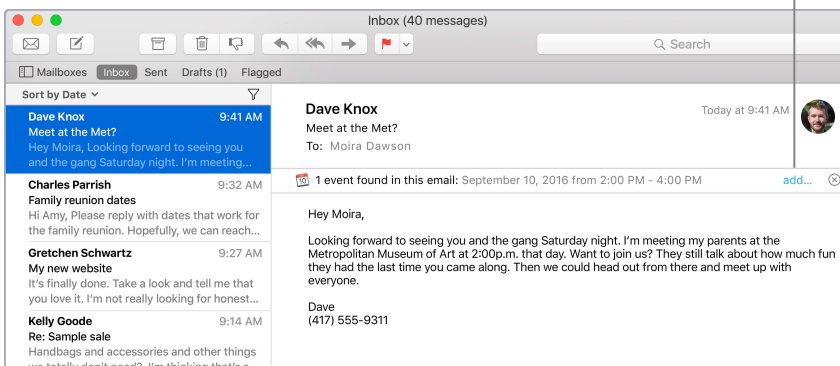 Inbox (40 messages)
Search
Mailboxes Inbox Sent Drafts (1) Flagged
Sort by Date
Dave Knox 9:41 AM
Meet at the Met?
Hey Moira, Looking forward to seeing you
and the gang Saturday night. I'm meeting...
Charles Parrish 9:32 AM
Family reunion dates
Hi Amy, Please reply with dates that work for
the family reunion. Hopefully, we can reach...
Gretchen Schwartz 9:27 AM
My new website
It's finally done. Take a look and tell me that
you love it. I'm not really looking for honest...
Kelly Goode 9:14 AM
Re: Sample sale
Handbags and accessories and other things
we totally don't need? I'm thinking that's a
Dave Knox Today at 9:41 AM
Meet at the Met?
To: Moira Dawson
10 1 event found in this email: September 10, 2016 from 2:00 PM - 4:00 PM add...
Hey Moira,
Looking forward to seeing you and the gang Saturday night. I'm meeting my parents at the
Metropolitan Museum of Art at 2:00p.m. that day. Want to join us? They still talk about how much fun
they had the last time you came along. Then we could head out from there and meet up with
everyone.
Dave
(417) 555-9311